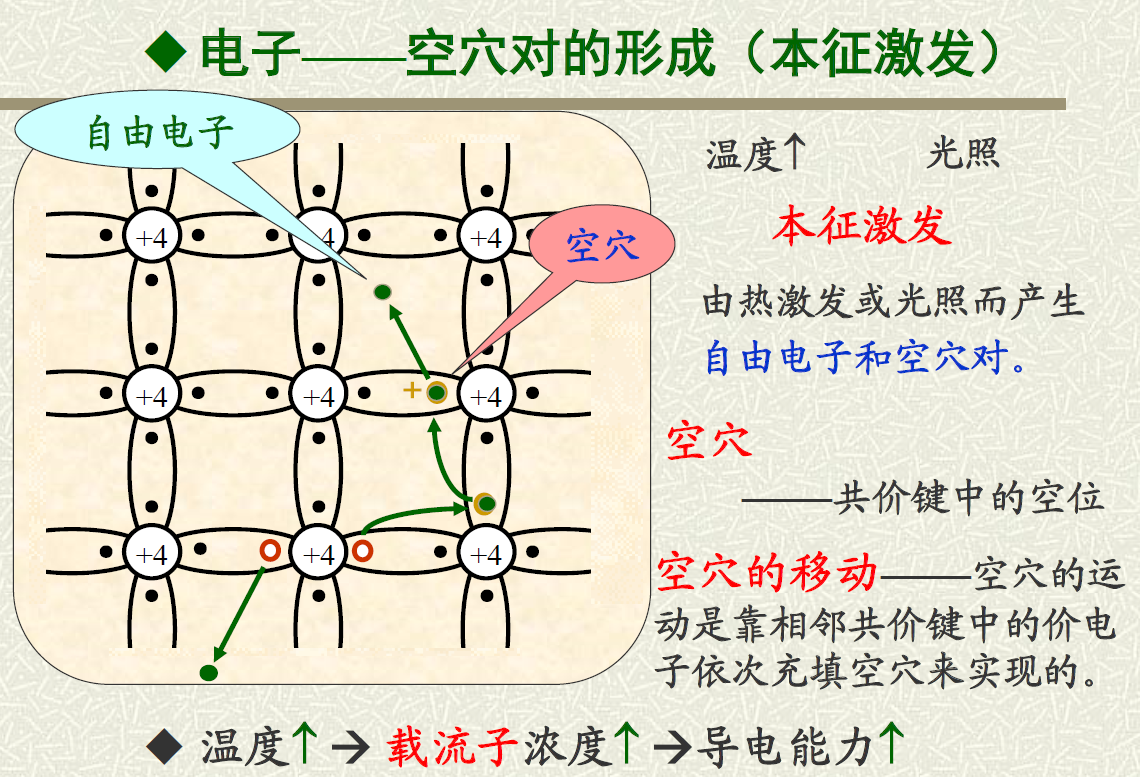 ◆ 电子——空穴对的形成（本征激发）
自由电子
温度↑ 光照
本征激发
空穴
+4 +4 +4
由热激发或光照而产生
自由电子和空穴对。
+
+4 +4 +4
空穴
——共价键中的空位
+4 +4 +4
空穴的移动——空穴的运
动是靠相邻共价键中的价电
子依次充填空穴来实现的。
◆ 温度↑→载流子浓度↑→导电能力↑